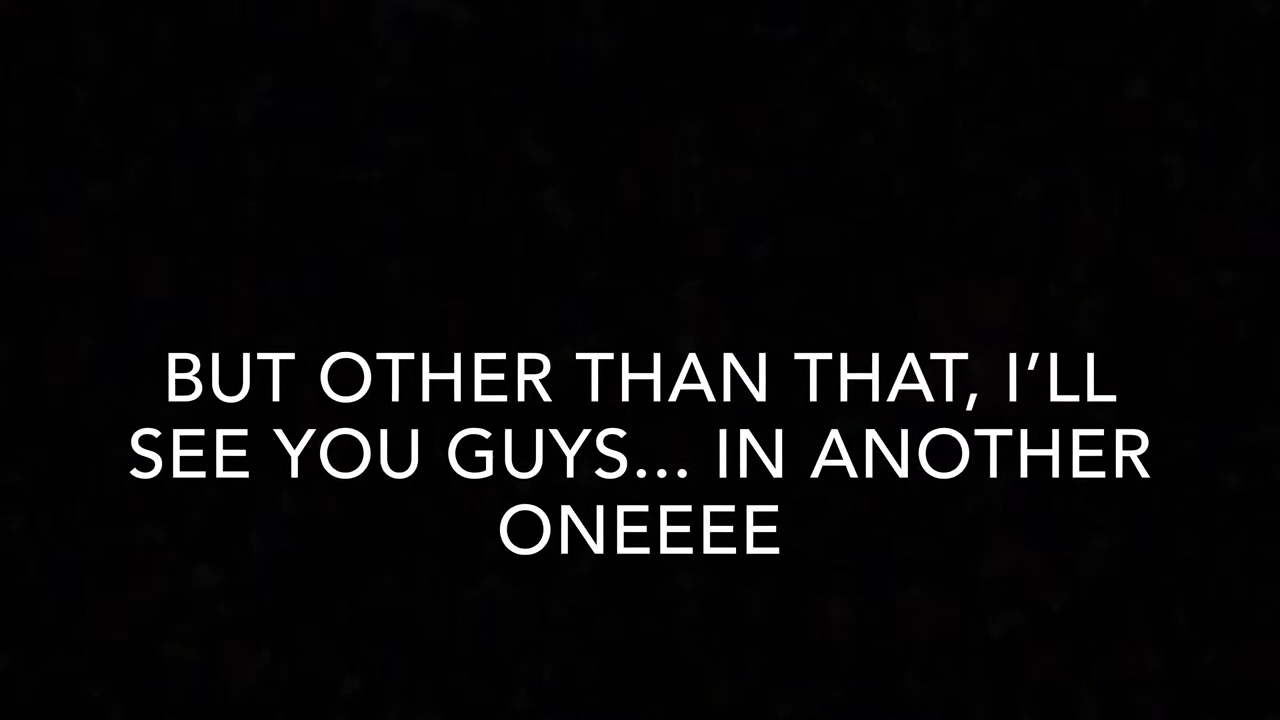 BUT OTHER THAN THAT, I’LL
SEE YOU GUYS... IN ANOTHER
ONEEEE